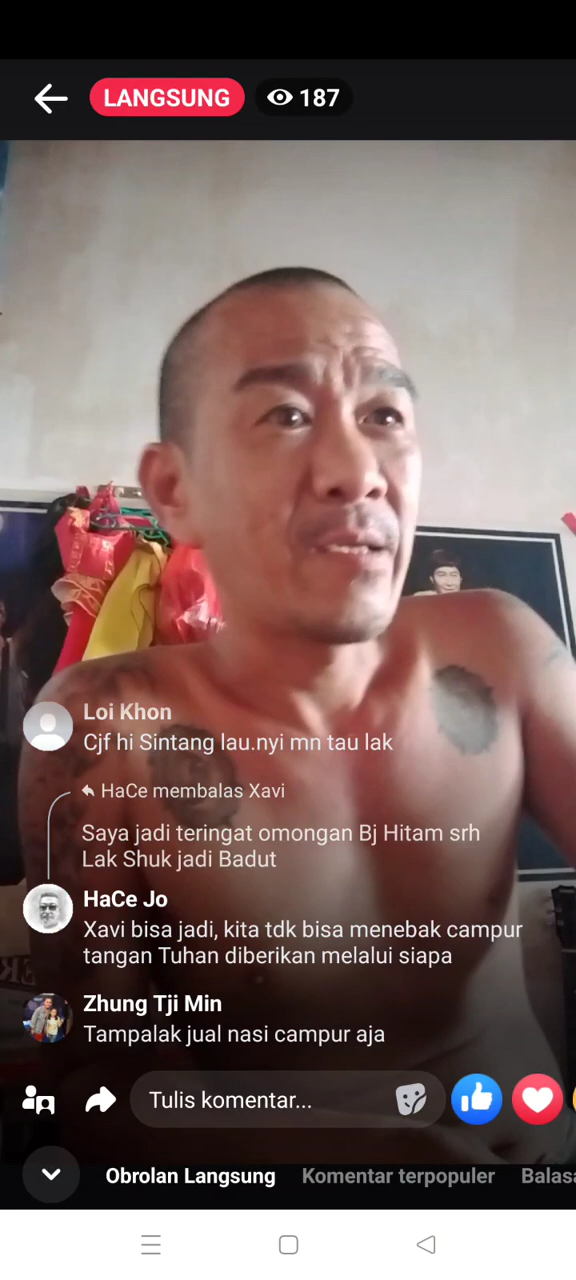 LANGSUNG
187
Loi Khon
Cjf hi Sintang lau.nyi mn tau lak
HaCe membalas Xavi
Saya jadi teringat omongan Bj Hitam srh
Lak Shuk jadi Badut
HaCe Jo
Xavi bisa jadi, kita tdk bisa menebak campur
tangan Tuhan diberikan melalui siapa
Zhung Tji Min
Tampalak jual nasi campur aja
Tulis komentar...
Obrolan Langsung
Komentar terpopuler
Balasa